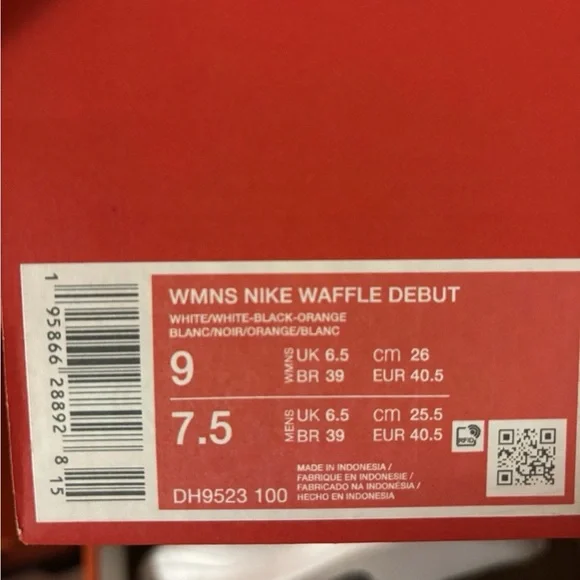 WMNS NIKE WAFFLE DEBUT
WHITE/WHITE-BLACK-ORANGE
BLANC/NOIR/ORANGE/BLANC
9 WMNS UK 6.5 cm 26
BR 39 EUR 40.5
7.5 MENS UK 6.5 cm 25.5
BR 39 EUR 40.5
RFID
MADE IN INDONESIA /
FABRIQUE EN INDONESIE /
FABRICADO NA INDONÉSIA /
HECHO EN INDONESIA
DH9523 100
1 95866 28892 8 15